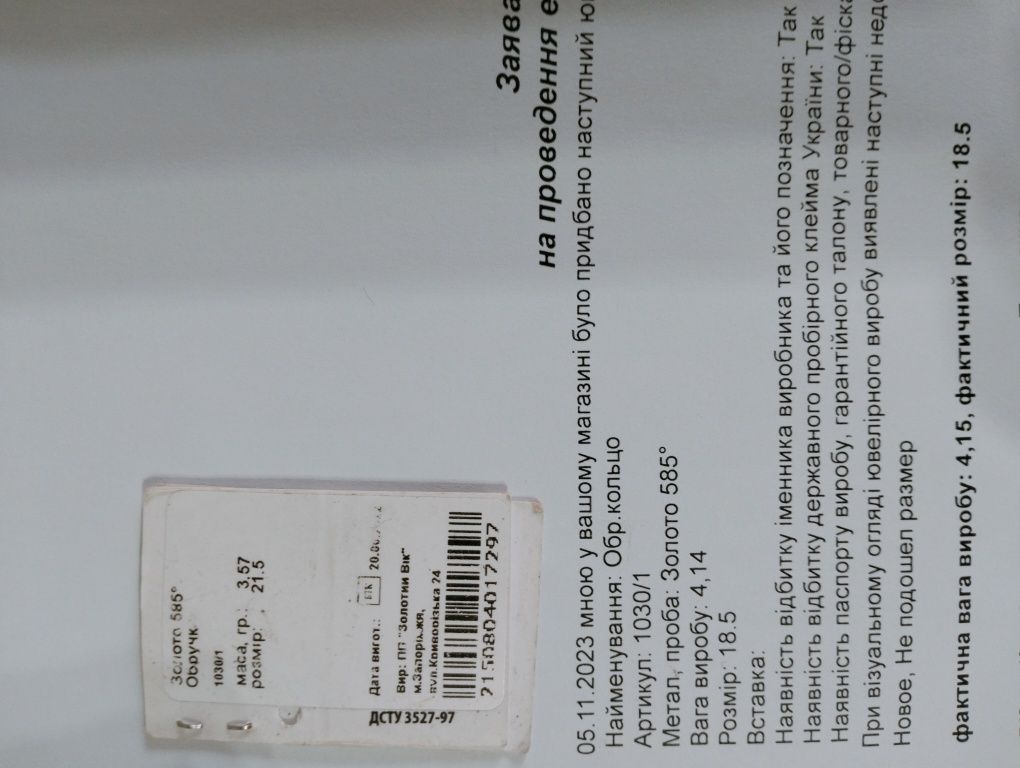 Золото 585°
Обручк
1030/1
маса, гр.: 3,57
розмір: , 21,5
Дата вигот.:
Вир: ПП "Золотий Вік"
м.Запоріжжя,
вул.Криворізька 24
2150804017297
ДСТУ 3527-97
Заява
на проведення е
05.11.2023 мною у вашому магазині було придбано наступний юв
Найменування: Обр.кольцо
Артикул: 1030/1
Метал, проба: Золото 585°
Вага виробу: 4,14
Розмір: 18.5
Вставка:
Наявність відбитку іменника виробника та його позначення: Так
Наявність відбитку державного пробірного клейма України: Так
Наявність паспорту виробу, гарантійного талону, товарного/фіска
При візуальному огляді ювелірного виробу виявлені наступні недо
Новое, Не подошел размер
фактична вага виробу: 4,15, фактичний розмір: 18.5